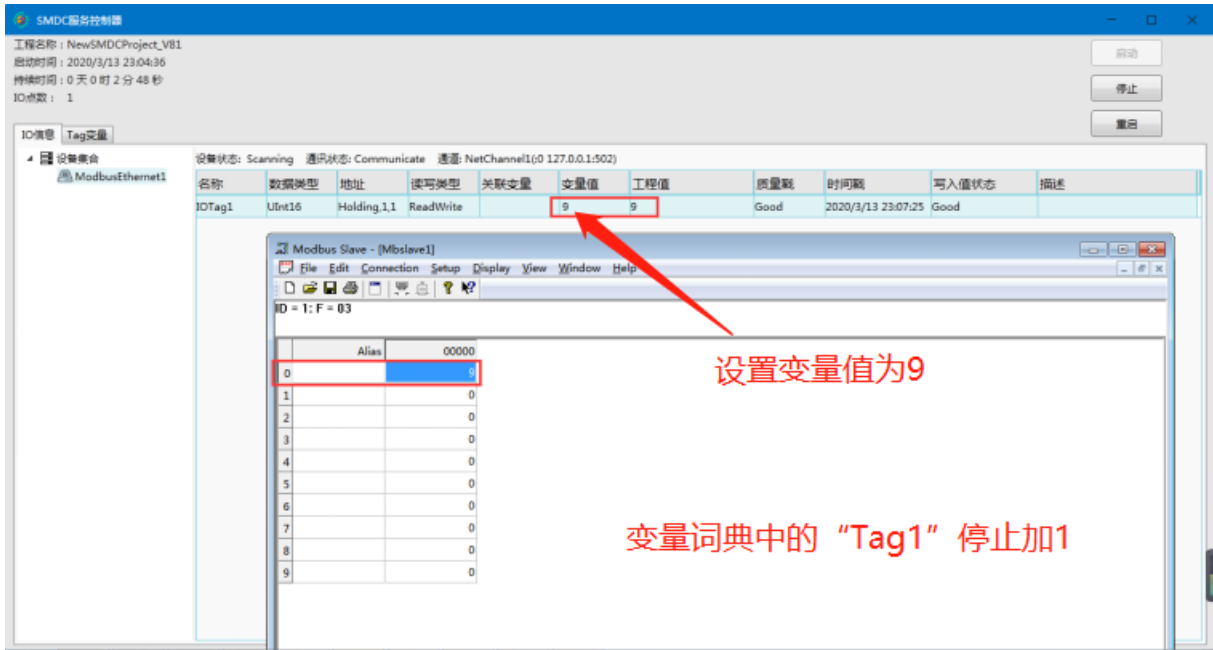 SMDC服务控制器
工程名称：NewSMDCProject_V81
启动时间：2020/3/13 23:04:36
持续时间：0 天 0 时 2 分 48 秒
IO点数： 1
启动
停止
重启
IO信息 Tag变量
设备集合
ModbusEthernet1
设备状态: Scanning 通讯状态: Communicate 通道: NetChannel1(:0 127.0.0.1:502)
名称 数据类型 地址 读写类型 关联变量 变量值 工程值 质量戳 时间戳 写入值状态 描述
IOTag1 UInt16 Holding,1,1 ReadWrite 9 9 Good 2020/3/13 23:07:25 Good
Modbus Slave - [Mbslave1]
File Edit Connection Setup Display View Window Help
ID = 1: F = 03
Alias 00000
0 9
1 0
2 0
3 0
4 0
5 0
6 0
7 0
8 0
9 0
设置变量值为9
变量词典中的“Tag1”停止加1